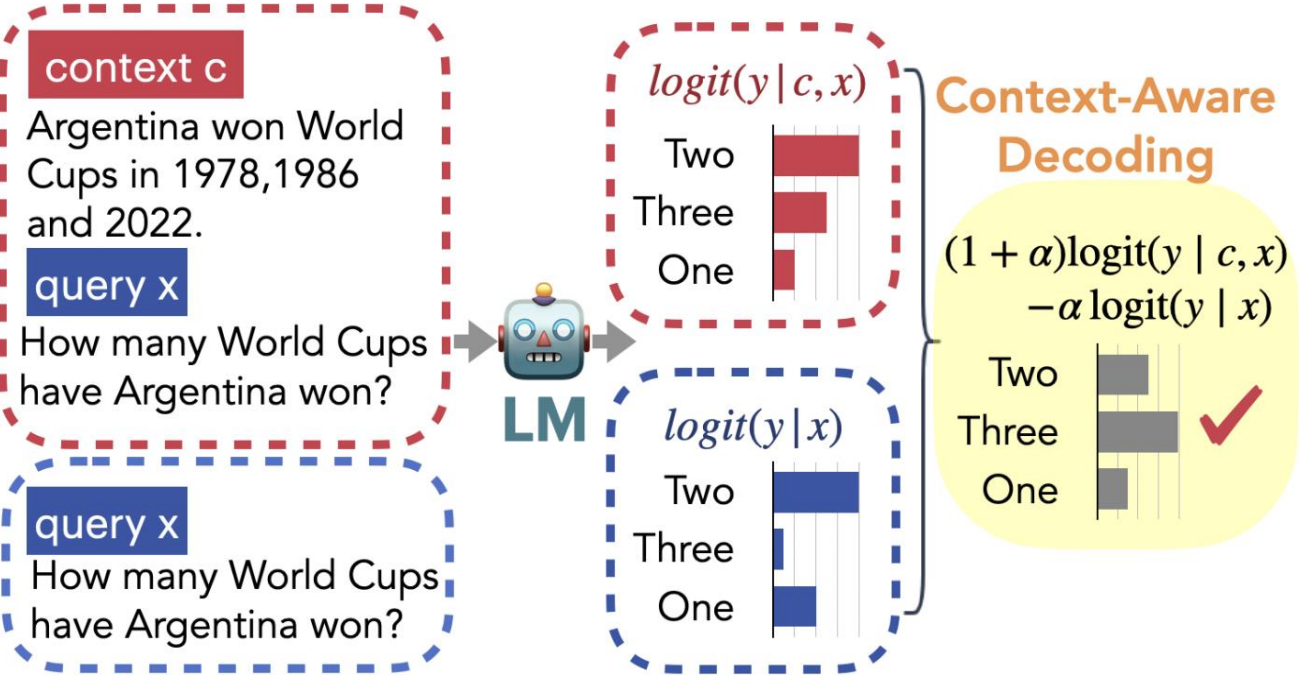 context c
Argentina won World
Cups in 1978,1986
and 2022.
query x
How many World Cups
have Argentina won?
query x
How many World Cups
have Argentina won?
LM
logit(y|c, x)
Two
Three
One
logit(y|x)
Two
Three
One
Context-Aware
Decoding
(1 + α)logit(y | c, x)
−α logit(y | x)
Two
Three
One